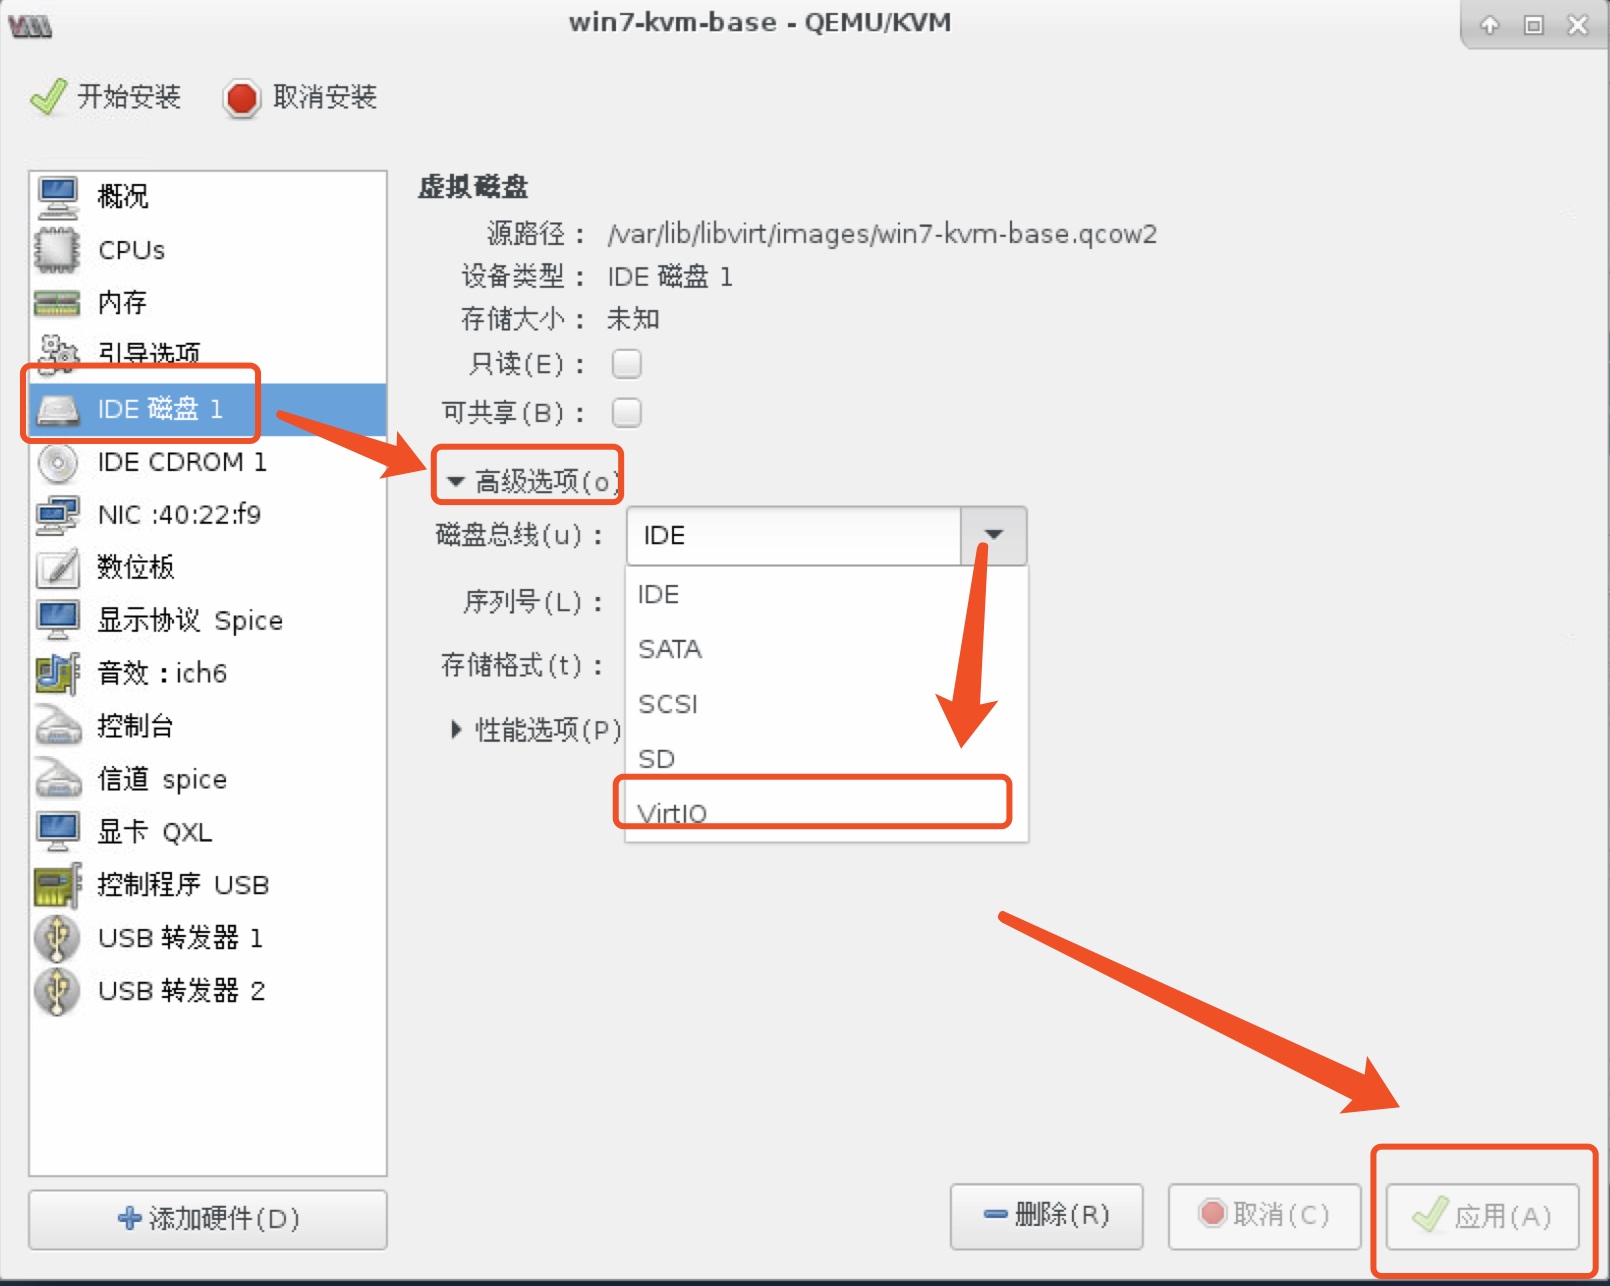 win7-kvm-base - QEMU/KVM
开始安装 取消安装
概况
CPUs
内存
引导选项
IDE 磁盘 1
IDE CDROM 1
NIC :40:22:f9
数位板
显示协议 Spice
音效：ich6
控制台
信道 spice
显卡 QXL
控制程序 USB
USB 转发器 1
USB 转发器 2
添加硬件(D)
虚拟磁盘
源路径： /var/lib/libvirt/images/win7-kvm-base.qcow2
设备类型： IDE 磁盘 1
存储大小： 未知
只读(E)：
可共享(B)：
高级选项(o)
磁盘总线(u)： IDE
IDE
序列号(L)：
SATA
存储格式(t)：
SCSI
性能选项(P)
SD
VirtIO
删除(R) 取消(C) 应用(A)